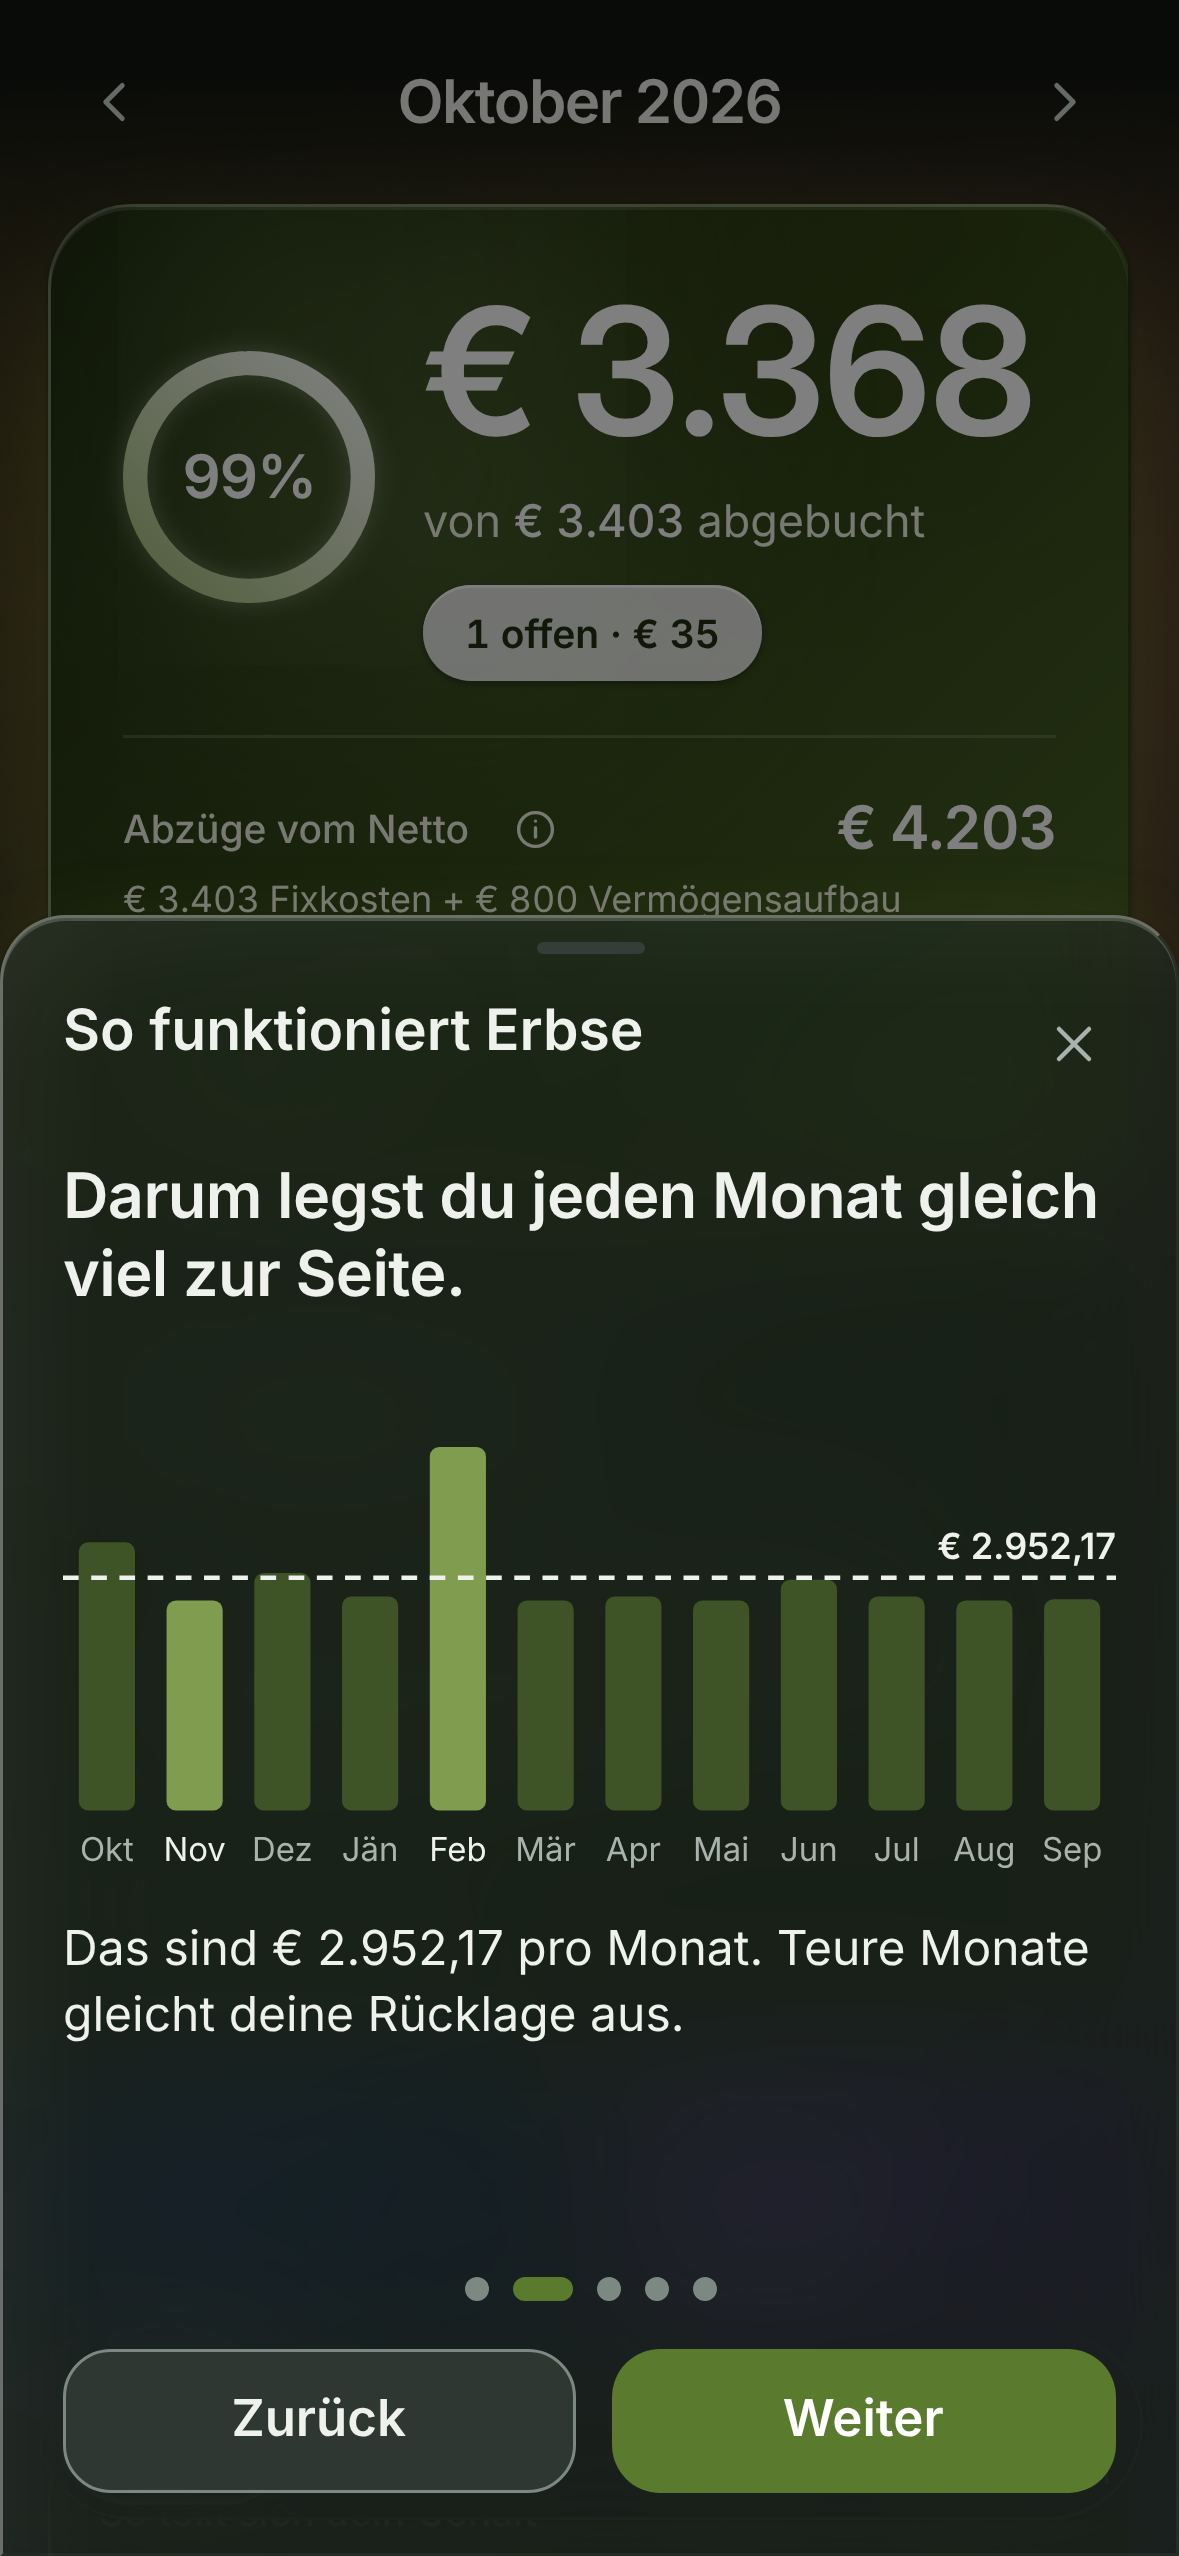 Oktober 2026
€ 3.368
99%
von € 3.403 abgebucht
1 offen · € 35
Abzüge vom Netto
€ 4.203
€ 3.403 Fixkosten + € 800 Vermögensaufbau
So funktioniert Erbse
Darum legst du jeden Monat gleich
viel zur Seite.
€ 2.952,17
Okt Nov Dez Jän Feb Mär Apr Mai Jun Jul Aug Sep
Das sind € 2.952,17 pro Monat. Teure Monate
gleicht deine Rücklage aus.
Zurück
Weiter